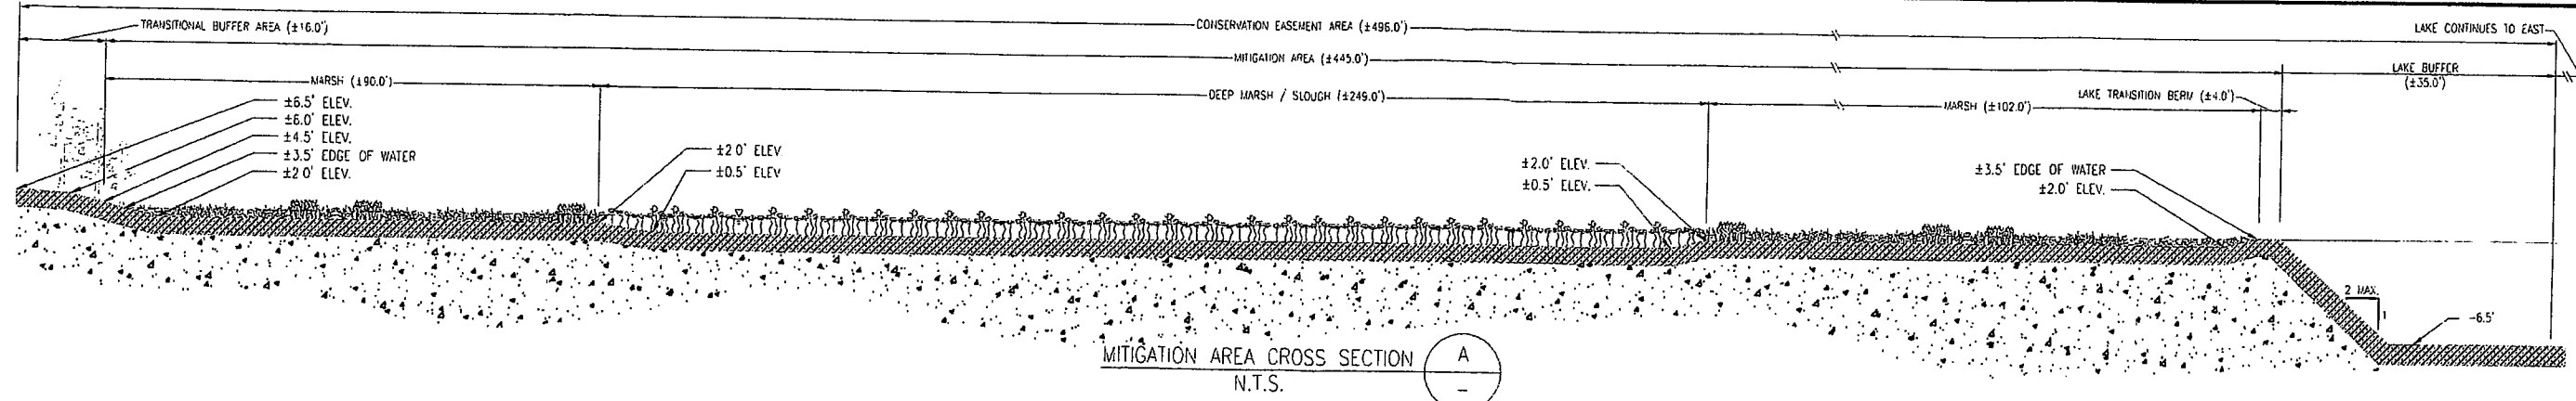 TRANSITIONAL BUFFER AREA (±16.0')
CONSERVATION EASEMENT AREA (±496.0')
LAKE CONTINUES TO EAST
MITIGATION AREA (±445.0')
LAKE BUFFER
(±35.0')
MARSH (±90.0')
DEEP MARSH / SLOUGH (±249.0')
MARSH (±102.0')
LAKE TRANSITION BERM (±4.0')
±6.5' ELEV.
±6.0' ELEV.
±4.5' ELEV.
±3.5' EDGE OF WATER
±2.0' ELEV.
±2.0' ELEV.
±0.5' ELEV
±2.0' ELEV.
±0.5' ELEV.
±3.5' EDGE OF WATER
±2.0' ELEV.
2 MAX.
1
-6.5'
MITIGATION AREA CROSS SECTION
N.T.S.
A
–